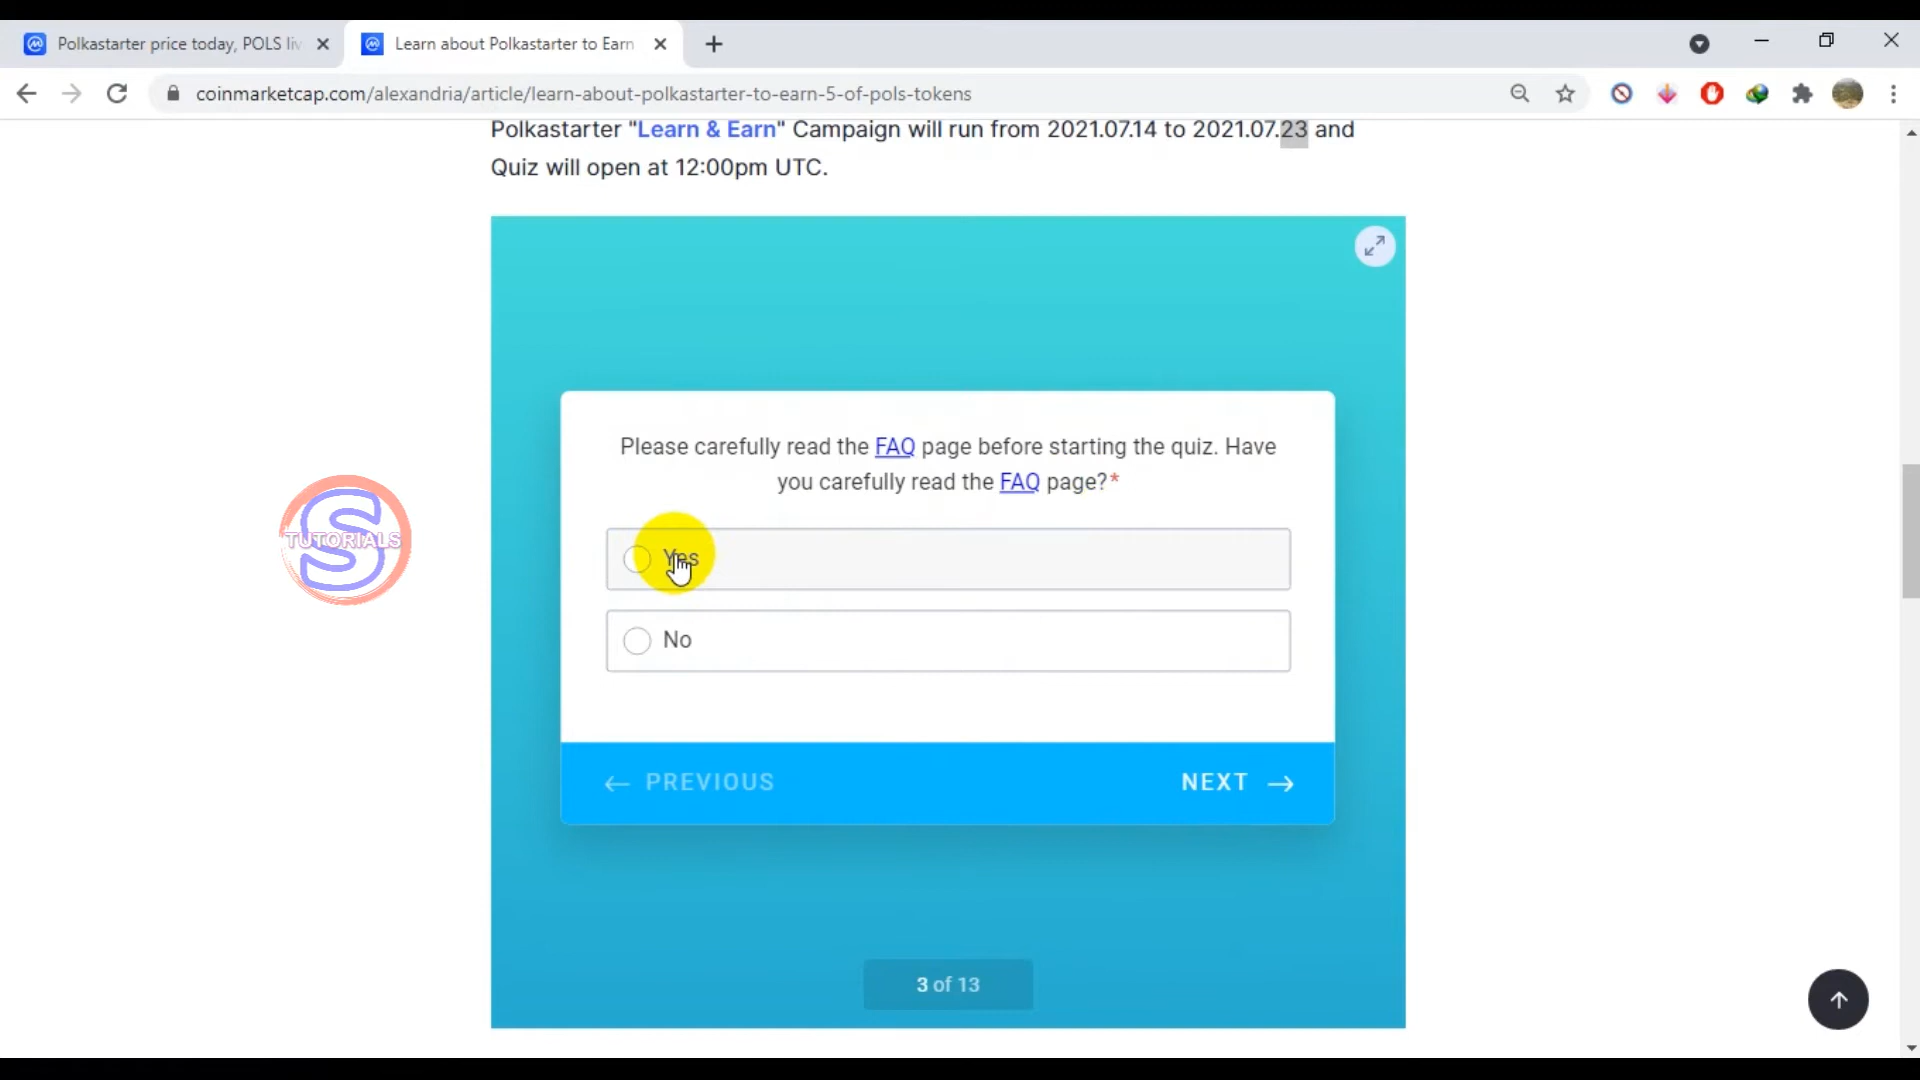 Polkastarter price today, POLS liv
Learn about Polkastarter to Earn
coinmarketcap.com/alexandria/article/learn-about-polkastarter-to-earn-5-of-pols-tokens
Polkastarter "Learn & Earn" Campaign will run from 2021.07.14 to 2021.07.23 and
Quiz will open at 12:00pm UTC.
Please carefully read the FAQ page before starting the quiz. Have
you carefully read the FAQ page?*
Yes
No
S
TUTORIALS
PREVIOUS
NEXT
3 of 13